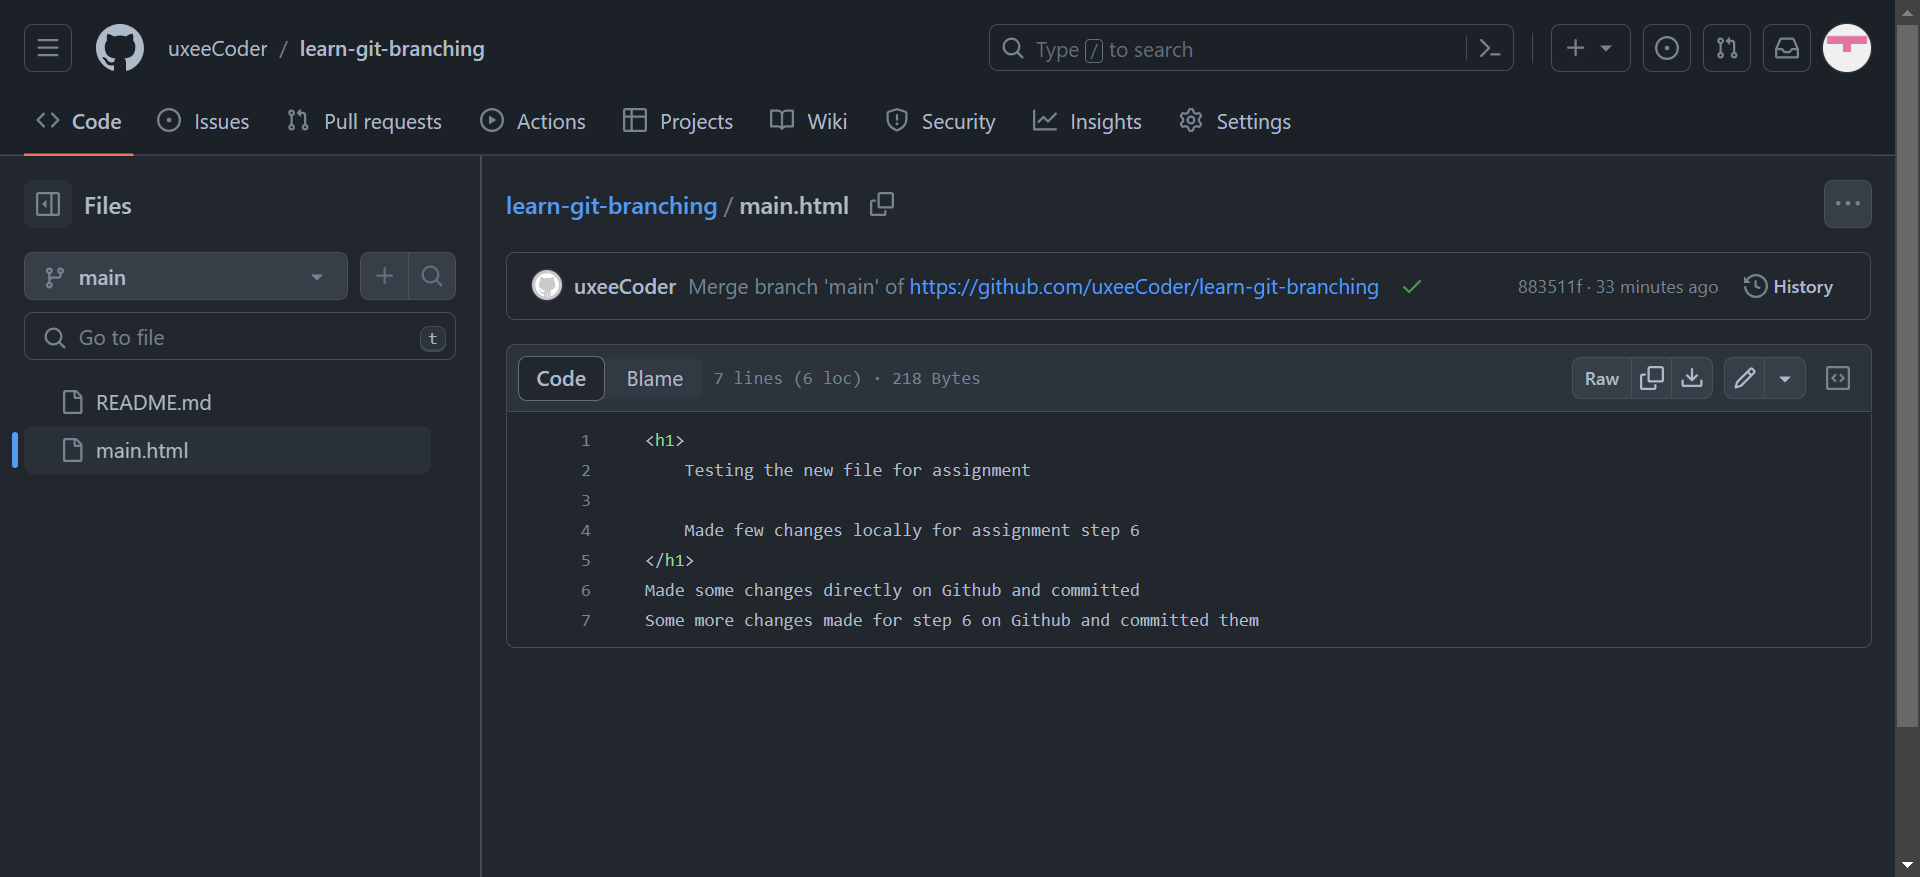 uxeeCoder / learn-git-branching
Type / to search
Code Issues Pull requests Actions Projects Wiki Security Insights Settings
Files
main
Go to file t
README.md
main.html
learn-git-branching / main.html
uxeeCoder Merge branch 'main' of https://github.com/uxeeCoder/learn-git-branching 883511f · 33 minutes ago History
Code Blame 7 lines (6 loc) · 218 Bytes Raw
1 <h1>
2 Testing the new file for assignment
3
4 Made few changes locally for assignment step 6
5 </h1>
6 Made some changes directly on Github and committed
7 Some more changes made for step 6 on Github and committed them